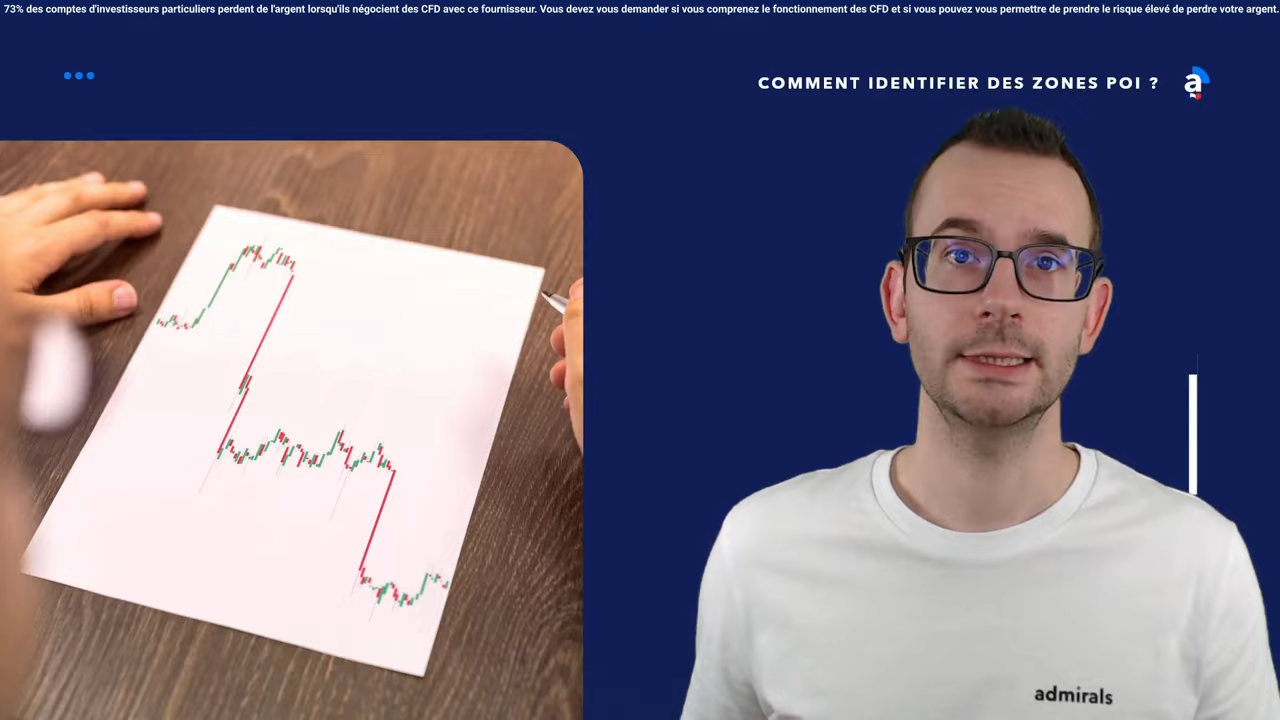 73% des comptes d'investisseurs particuliers perdent de l'argent lorsqu'ils négocient des CFD avec ce fournisseur. Vous devez vous demander si vous comprenez le fonctionnement des CFD et si vous pouvez vous permettre de prendre le risque élevé de perdre votre argent.
COMMENT IDENTIFIER DES ZONES POI ?
a
admirals